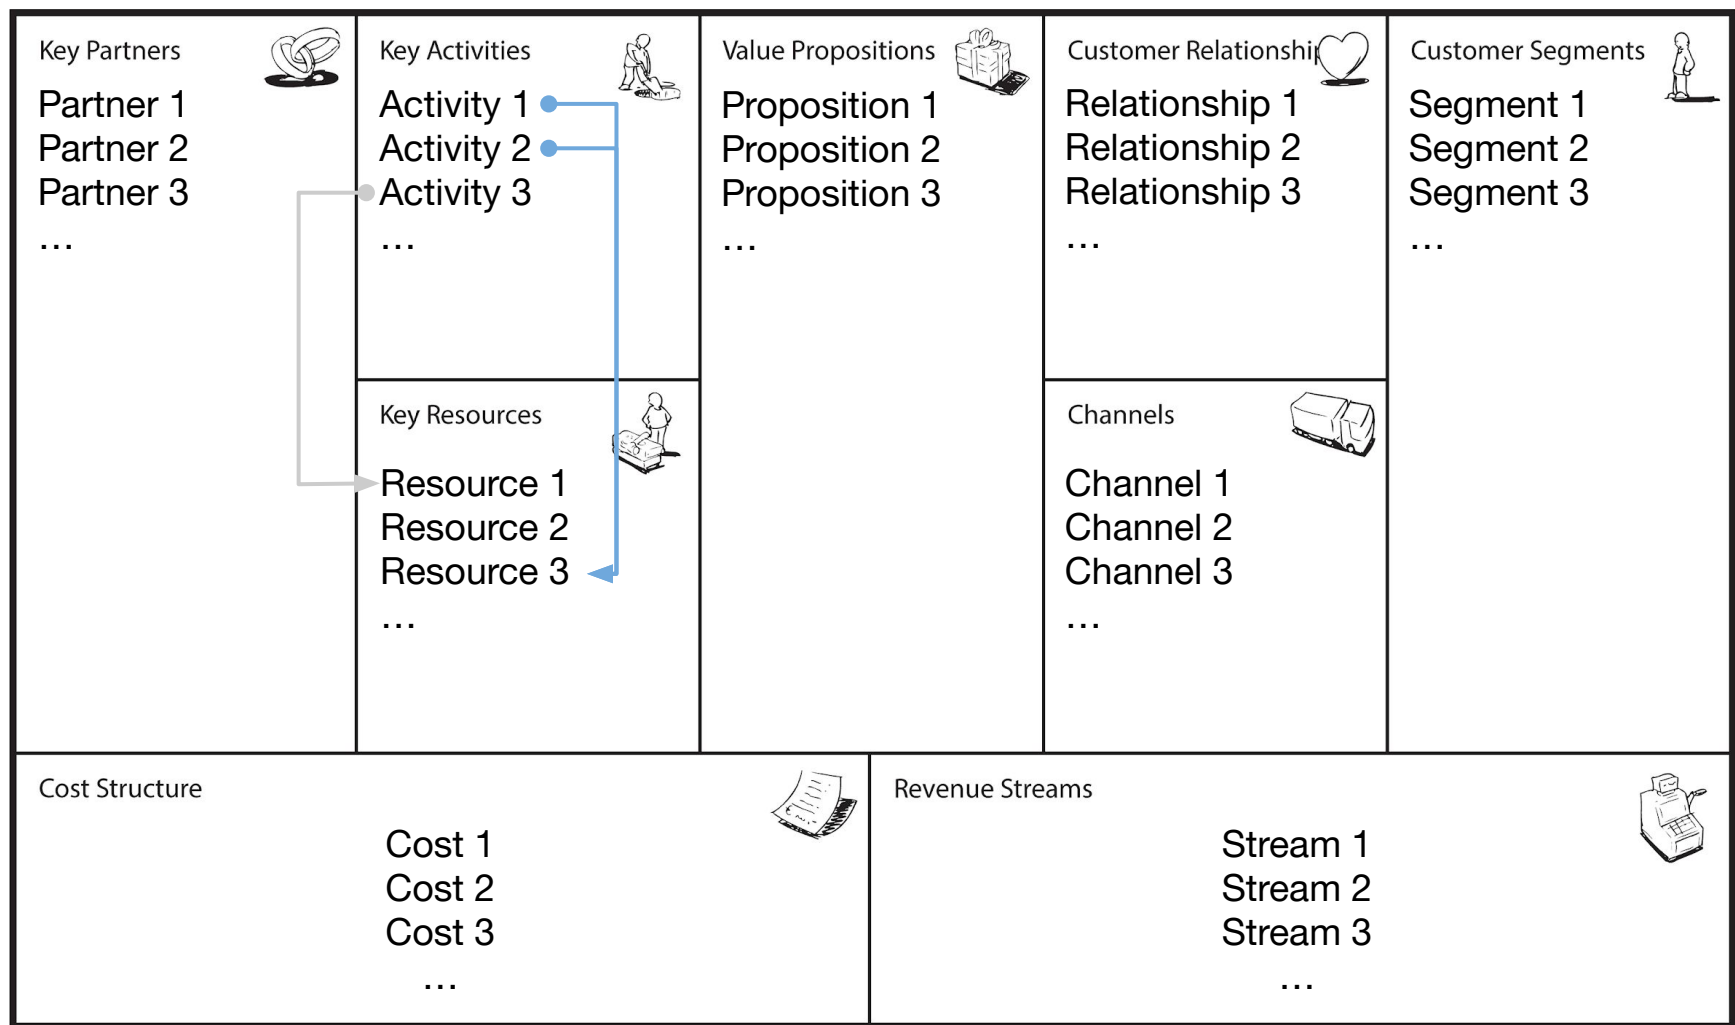 Key Partners
Partner 1
Partner 2
Partner 3
...
Key Activities
Activity 1
Activity 2
Activity 3
...
Key Resources
Resource 1
Resource 2
Resource 3
...
Value Propositions
Proposition 1
Proposition 2
Proposition 3
...
Customer Relationship
Relationship 1
Relationship 2
Relationship 3
...
Channels
Channel 1
Channel 2
Channel 3
...
Customer Segments
Segment 1
Segment 2
Segment 3
...
Cost Structure
Cost 1
Cost 2
Cost 3
...
Revenue Streams
Stream 1
Stream 2
Stream 3
...